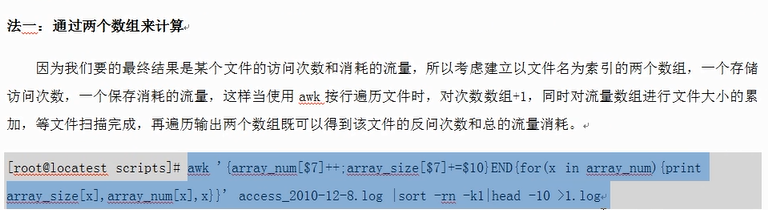 法一：通过两个数组来计算
因为我们要的最终结果是某个文件的访问次数和消耗的流量，所以考虑建立以文件名为索引的两个数组，一个存储
访问次数，一个保存消耗的流量，这样当使用 awk 按行遍历文件时，对次数数组+1，同时对流量数组进行文件大小的累
加，等文件扫描完成，再遍历输出两个数组既可以得到该文件的反问次数和总的流量消耗。
[root@locatest scripts]# awk '{array_num[$7]++;array_size[$7]+=$10}END{for(x in array_num){print
array_size[x],array_num[x],x}}' access_2010-12-8.log |sort -rn -k1|head -10 >1.log